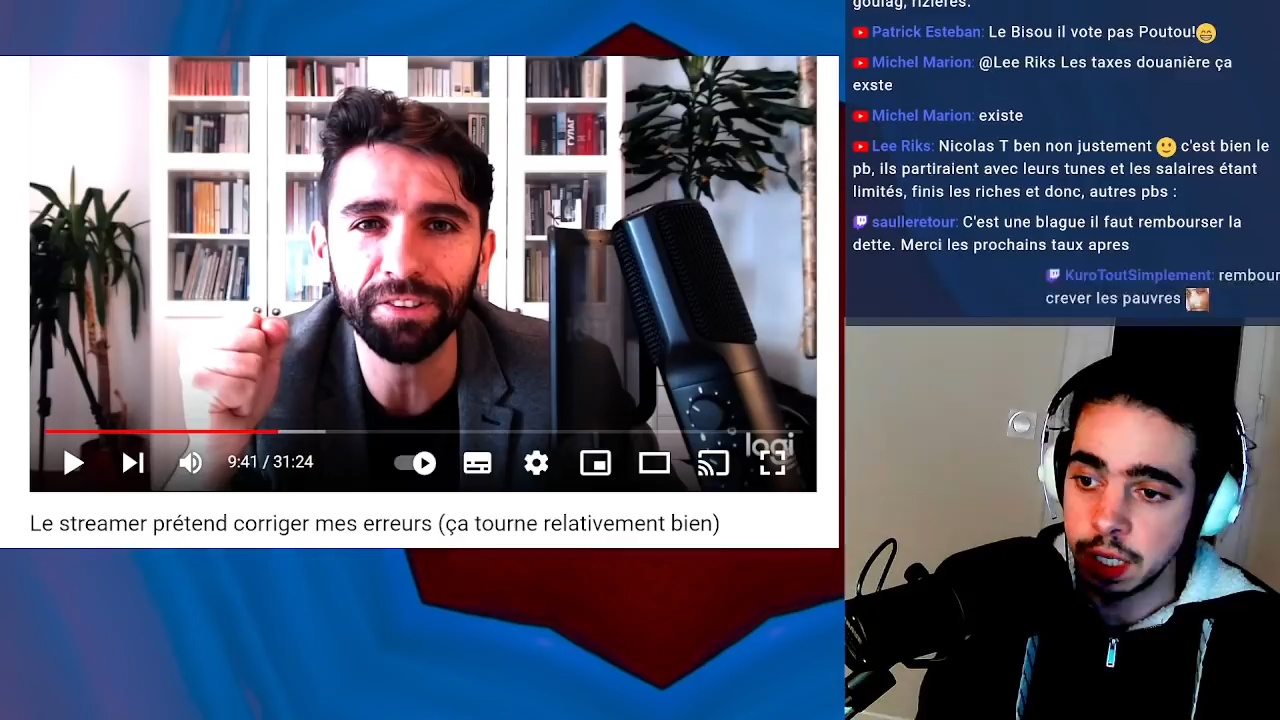 ГУЛАГ
logi
9:41 / 31:24
Le streamer prétend corriger mes erreurs (ça tourne relativement bien)
goulag, rizières.
Patrick Esteban: Le Bisou il vote pas Poutou!😁
Michel Marion: @Lee Riks Les taxes douanière ça
exste
Michel Marion: existe
Lee Riks: Nicolas T ben non justement 🙂 c'est bien le
pb, ils partiraient avec leurs tunes et les salaires étant
limités, finis les riches et donc, autres pbs :
saulleretour: C'est une blague il faut rembourser la
dette. Merci les prochains taux apres
KuroToutSimplement: rembour
crever les pauvres